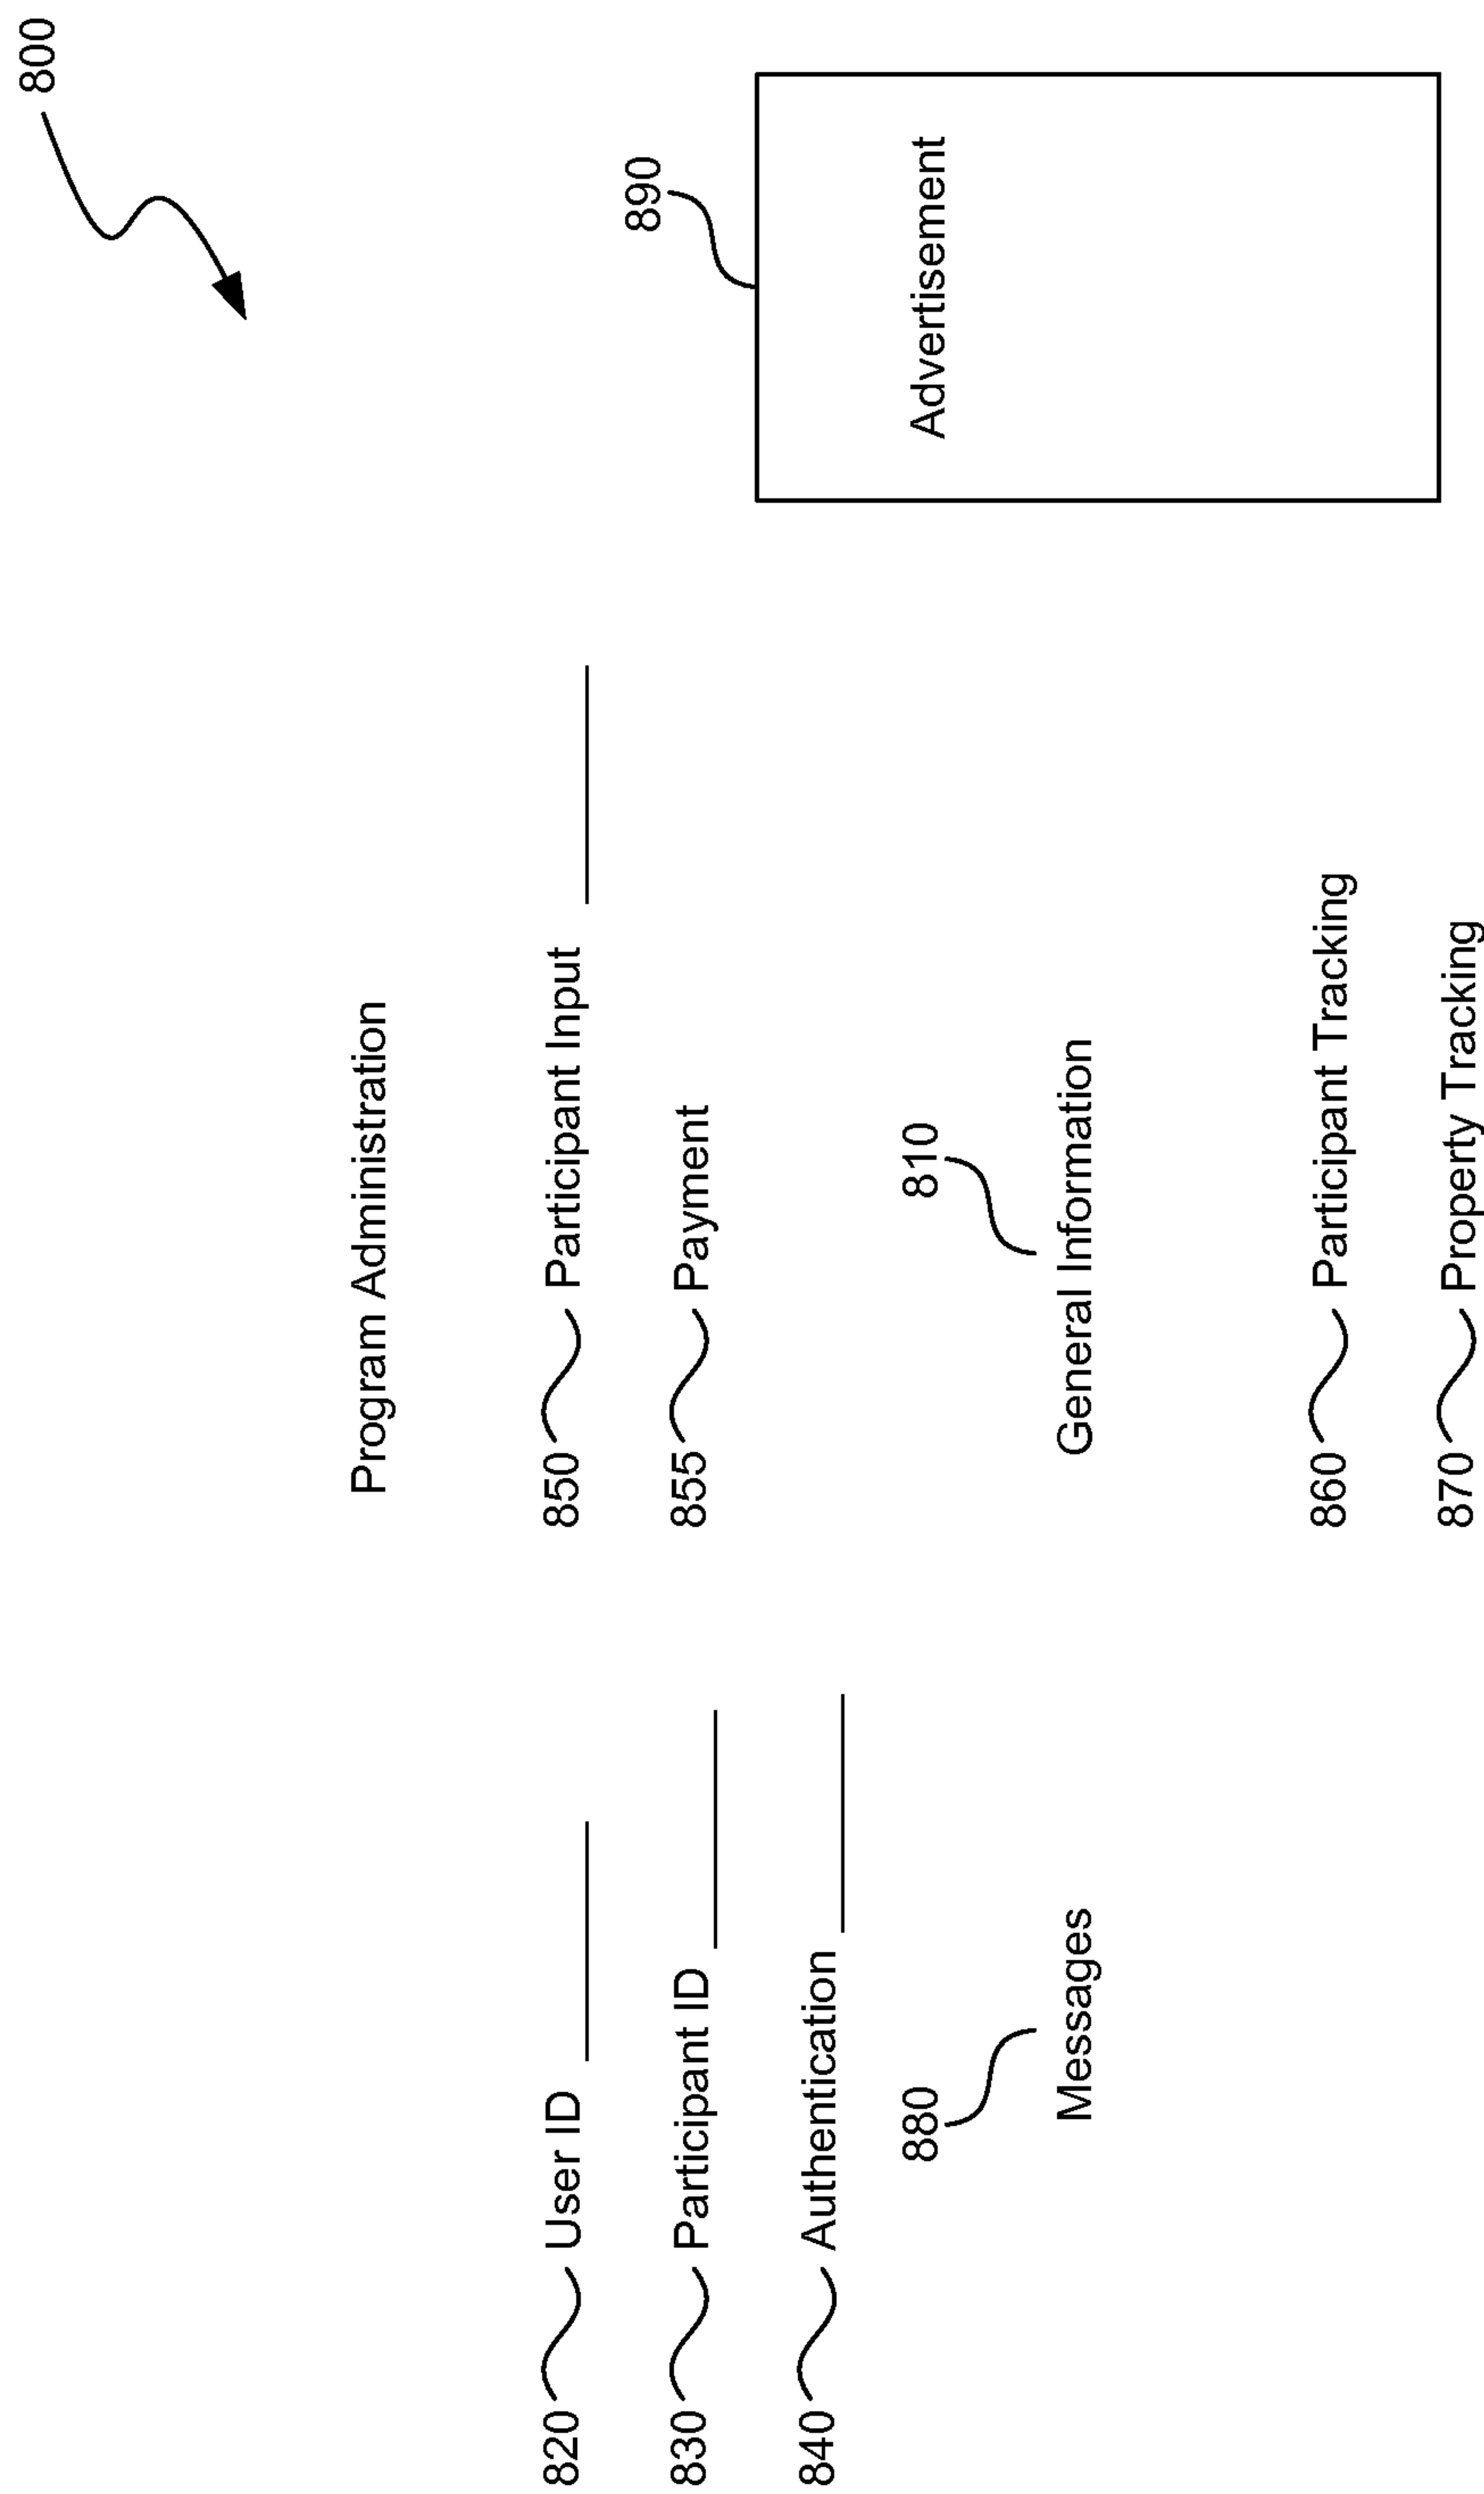 800
Program Administration
820 User ID
850 Participant Input
830 Participant ID
855 Payment
890
840 Authentication
880
810
Advertisement
Messages
General Information
860 Participant Tracking
870 Property Tracking